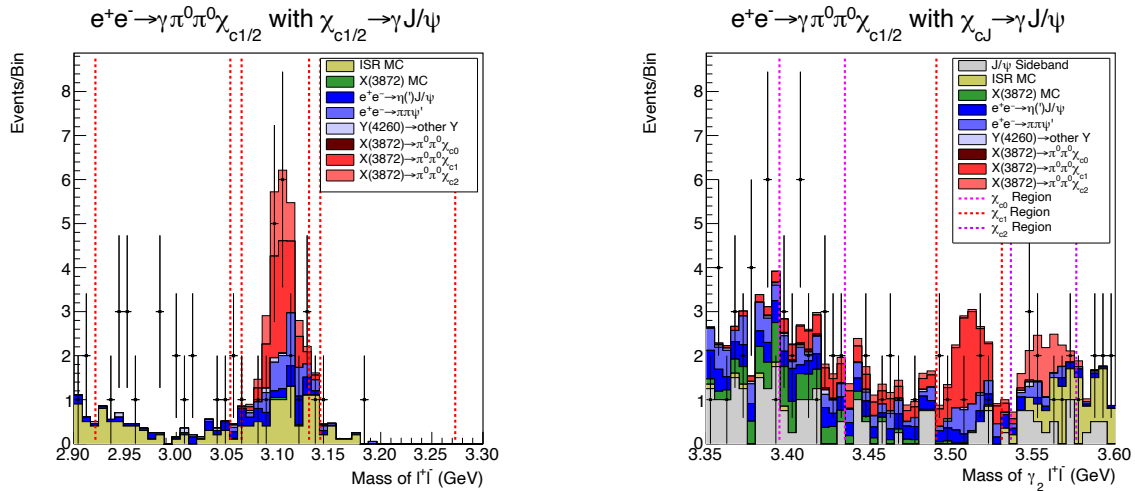 e⁺e⁻→γπ⁰π⁰χc1/2 with χc1/2→γJ/ψ
Events/Bin
8
7
6
5
4
3
2
1
0
ISR MC
X(3872) MC
e⁺e⁻→η(')J/ψ
e⁺e⁻→ππψ'
Y(4260)→other Y
X(3872)→π⁰π⁰χc0
X(3872)→π⁰π⁰χc1
X(3872)→π⁰π⁰χc2
2.90 2.95 3.00 3.05 3.10 3.15 3.20 3.25 3.30
Mass of l⁺l⁻ (GeV)
e⁺e⁻→γπ⁰π⁰χc1/2 with χcJ→γJ/ψ
Events/Bin
8
7
6
5
4
3
2
1
0
J/ψ Sideband
ISR MC
X(3872) MC
e⁺e⁻→η(')J/ψ
e⁺e⁻→ππψ'
Y(4260)→other Y
X(3872)→π⁰π⁰χc0
X(3872)→π⁰π⁰χc1
X(3872)→π⁰π⁰χc2
χc0 Region
χc1 Region
χc2 Region
3.35 3.40 3.45 3.50 3.55 3.60
Mass of γ₂ l⁺l⁻ (GeV)